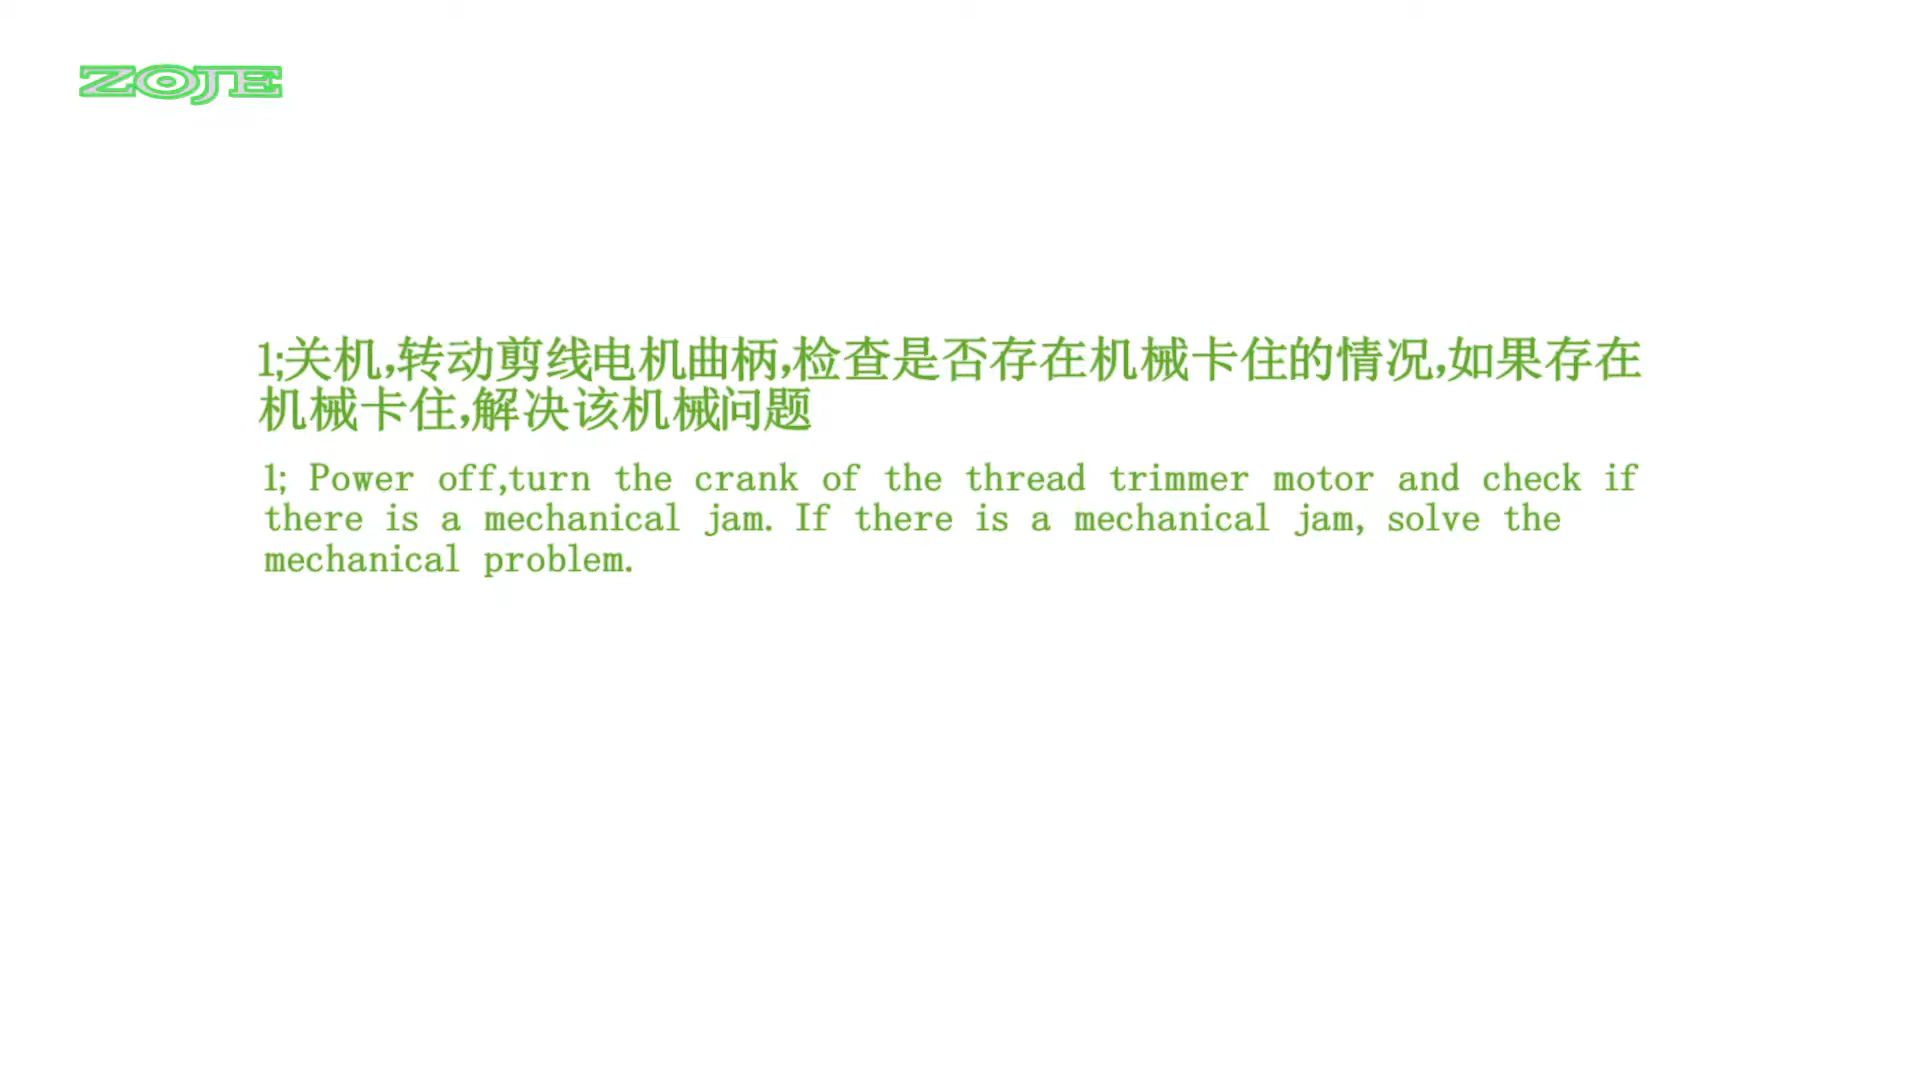 ZOJE
1;关机,转动剪线电机曲柄,检查是否存在机械卡住的情况,如果存在
机械卡住,解决该机械问题
1; Power off,turn the crank of the thread trimmer motor and check if
there is a mechanical jam. If there is a mechanical jam, solve the
mechanical problem.